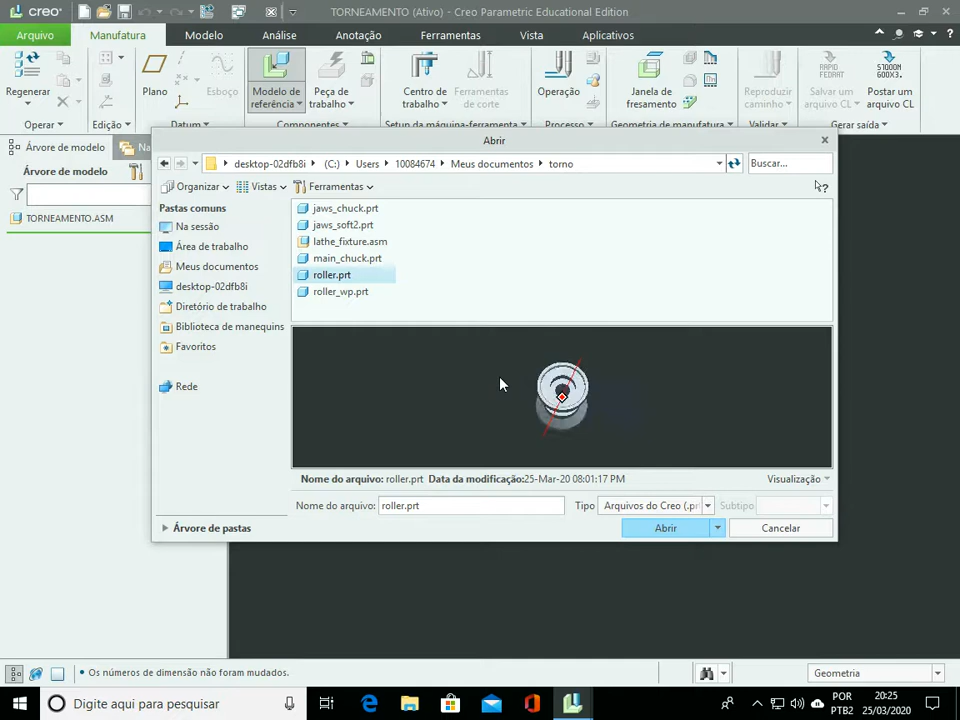 creo
TORNEAMENTO (Ativo) - Creo Parametric Educational Edition
Arquivo Manufatura Modelo Análise Anotação Ferramentas Vista Aplicativos
Regenerar
Plano
Esboço
Modelo de referência
Peça de trabalho
Centro de trabalho
Ferramentas de corte
Operação
Janela de fresamento
Reproduzir caminho
RAPID
FEDRAT
Salvar um arquivo CL
$TOOMM
600X3.
Postar um arquivo CL
Operar Edição Datum Componentes Setup da máquina-ferramenta Processo Geometria de manufatura Validar Gerar saída
Árvore de modelo Na
Árvore de modelo
TORNEAMENTO.ASM
Abrir
desktop-02dfb8i (C:) Users 10084674 Meus documentos torno
Buscar...
Organizar Vistas Ferramentas
?
Pastas comuns
Na sessão
Área de trabalho
Meus documentos
desktop-02dfb8i
Diretório de trabalho
Biblioteca de manequins
Favoritos
Rede
jaws_chuck.prt
jaws_soft2.prt
lathe_fixture.asm
main_chuck.prt
roller.prt
roller_wp.prt
Nome do arquivo: roller.prt Data da modificação:25-Mar-20 08:01:17 PM
Visualização
Nome do arquivo: roller.prt Tipo Arquivos do Creo (.pr Subtipo
Árvore de pastas
Abrir Cancelar
• Os números de dimensão não foram mudados.
Geometria
Digite aqui para pesquisar
POR
PTB2
20:25
25/03/2020